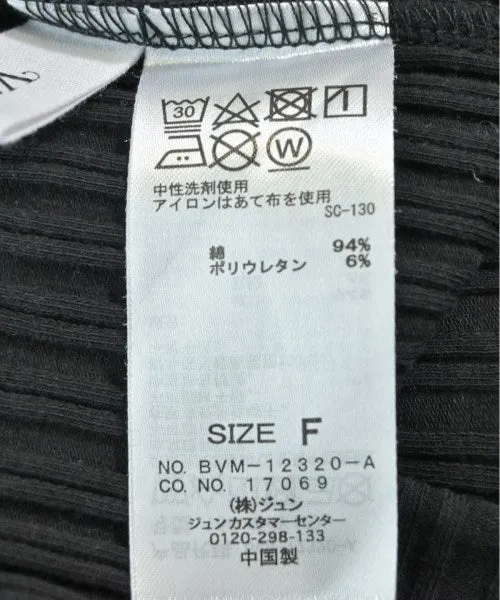 30
W
中性洗剤使用
アイロンはあて布を使用
SC-130
綿 94%
ポリウレタン 6%
SIZE F
NO. BVM-12320-A
CO. NO. 17069
(株)ジュン
ジュンカスタマーセンター
0120-298-133
中国製